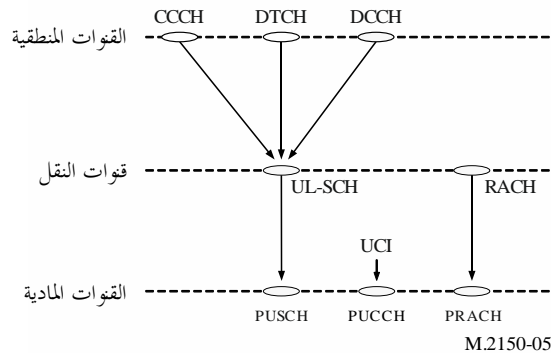 CCCH DTCH DCCH
القنوات المنطقية
قنوات النقل
UL-SCH RACH
UCI
القنوات المادية
PUSCH PUCCH PRACH
M.2150-05